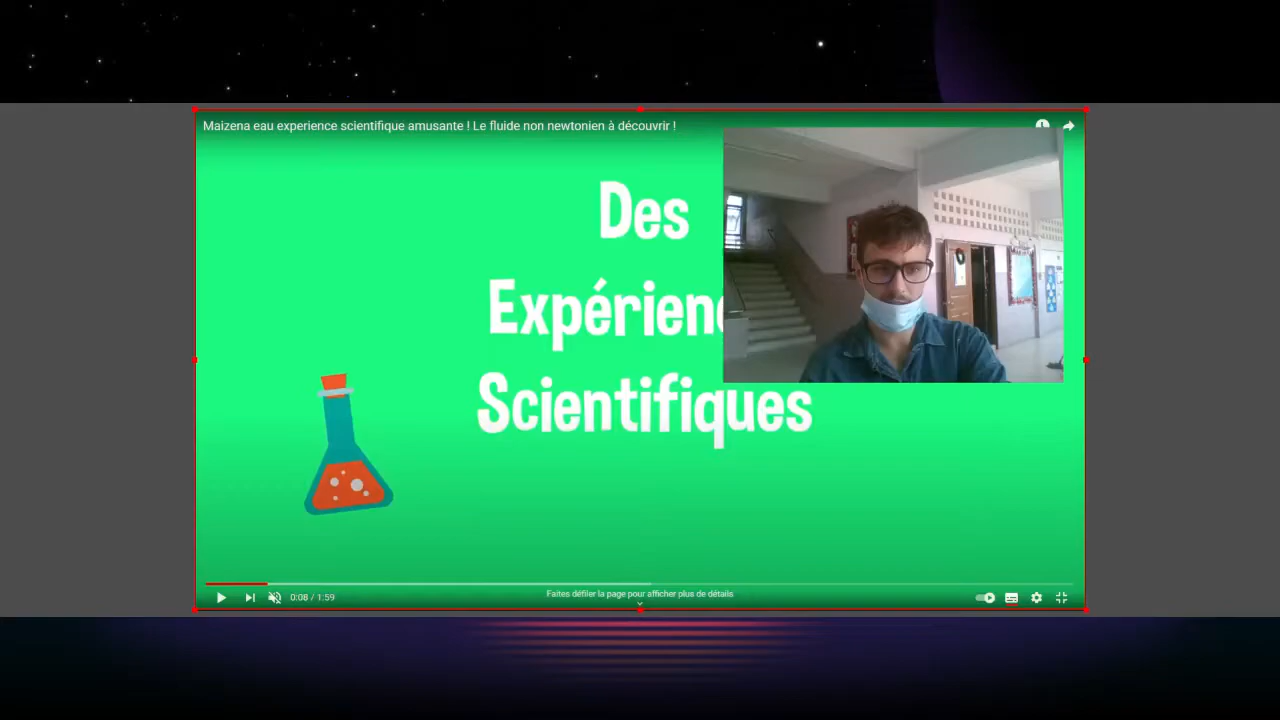 Maizena eau experience scientifique amusante ! Le fluide non newtonien à découvrir !
Des
Expérien
Scientifiques
0:08 / 1:59
Faites défiler la page pour afficher plus de détails